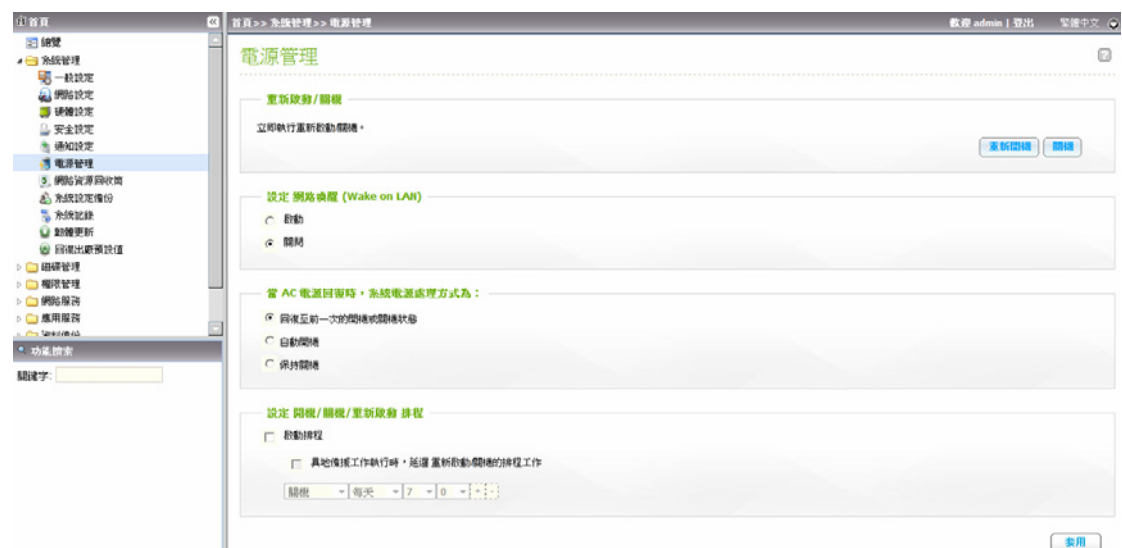 首頁
首頁>> 系統管理>> 電源管理
歡迎 admin | 登出
繁體中文
總覽
系統管理
一般設定
網路設定
硬體設定
安全設定
通知設定
電源管理
網路資源回收筒
系統設定備份
系統記錄
韌體更新
回復出廠預設值
磁碟管理
權限管理
網路服務
應用服務
資料備份
功能檢索
關鍵字:
電源管理
重新啟動/關機
立即執行重新啟動/關機。
重新開機
關機
設定 網路喚醒 (Wake on LAN)
啟動
關閉
當 AC 電源回復時，系統電源處理方式為：
回復至前一次的開機或關機狀態
自動開機
保持關機
設定 開機/關機/重新啟動 排程
啟動排程
異地備援工作執行時，延遲 重新啟動/關機的排程工作
關機 每天 7 0 + -
套用